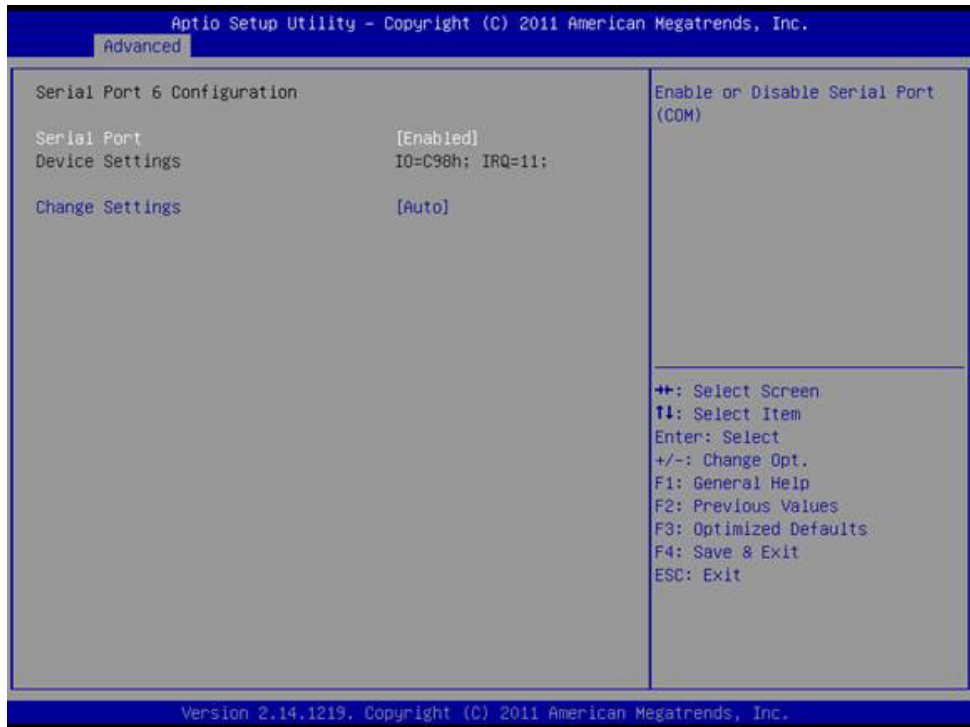 Aptio Setup Utility – Copyright (C) 2011 American Megatrends, Inc.
Advanced
Serial Port 6 Configuration
Serial Port [Enabled]
Device Settings IO=C98h; IRQ=11;
Change Settings [Auto]
Enable or Disable Serial Port
(COM)
→←: Select Screen
↑↓: Select Item
Enter: Select
+/-: Change Opt.
F1: General Help
F2: Previous Values
F3: Optimized Defaults
F4: Save & Exit
ESC: Exit
Version 2.14.1219. Copyright (C) 2011 American Megatrends, Inc.